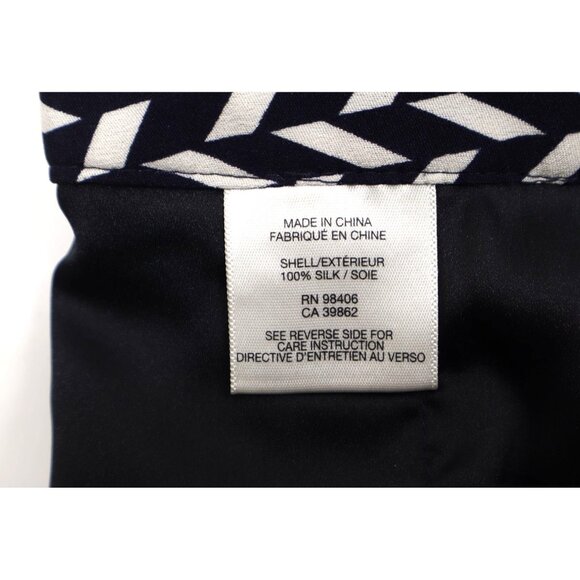 MADE IN CHINA
FABRIQUÉ EN CHINE
SHELL/EXTÉRIEUR
100% SILK / SOIE
RN 98406
CA 39862
SEE REVERSE SIDE FOR
CARE INSTRUCTION
DIRECTIVE D'ENTRETIEN AU VERSO